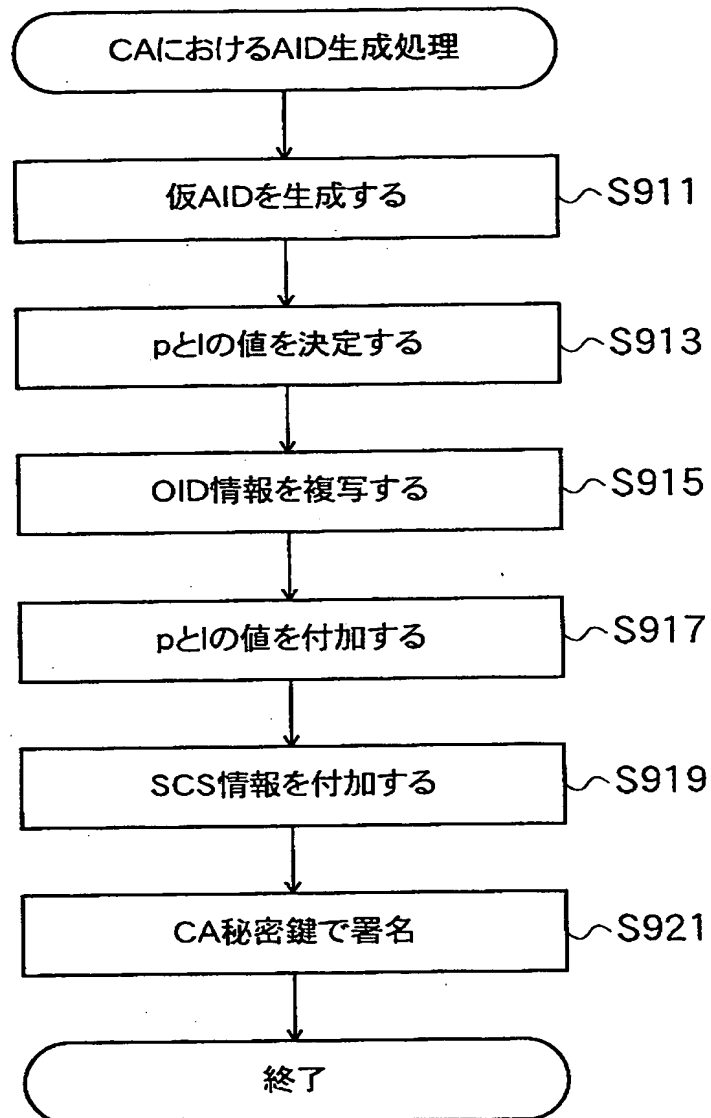 CAにおけるAID生成処理
仮AIDを生成する
S911
pとlの値を決定する
S913
OID情報を複写する
S915
pとlの値を付加する
S917
SCS情報を付加する
S919
CA秘密鍵で署名
S921
終了